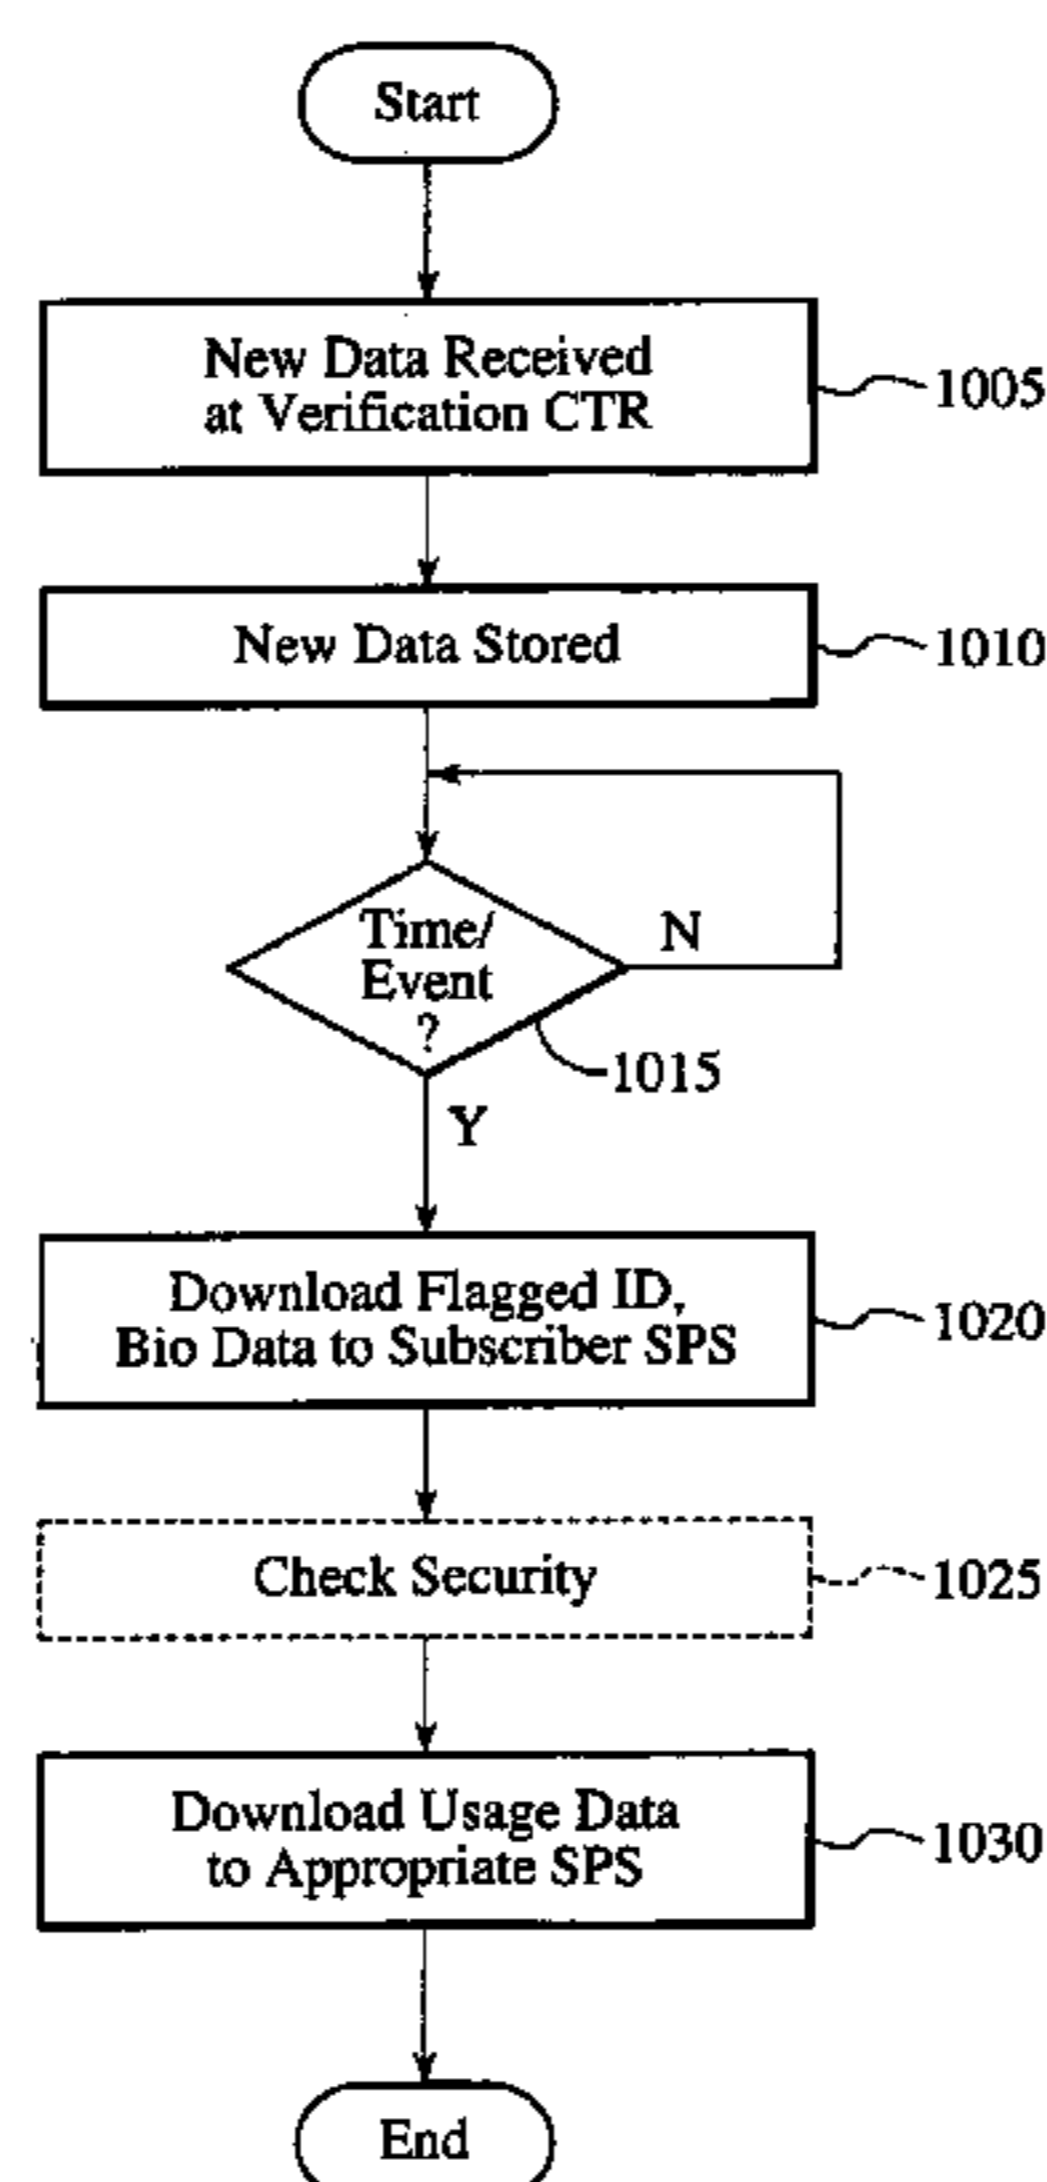 Start
New Data Received
at Verification CTR
1005
New Data Stored
1010
Time/
Event
?
N
1015
Y
Download Flagged ID,
Bio Data to Subscriber SPS
1020
Check Security
1025
Download Usage Data
to Appropriate SPS
1030
End